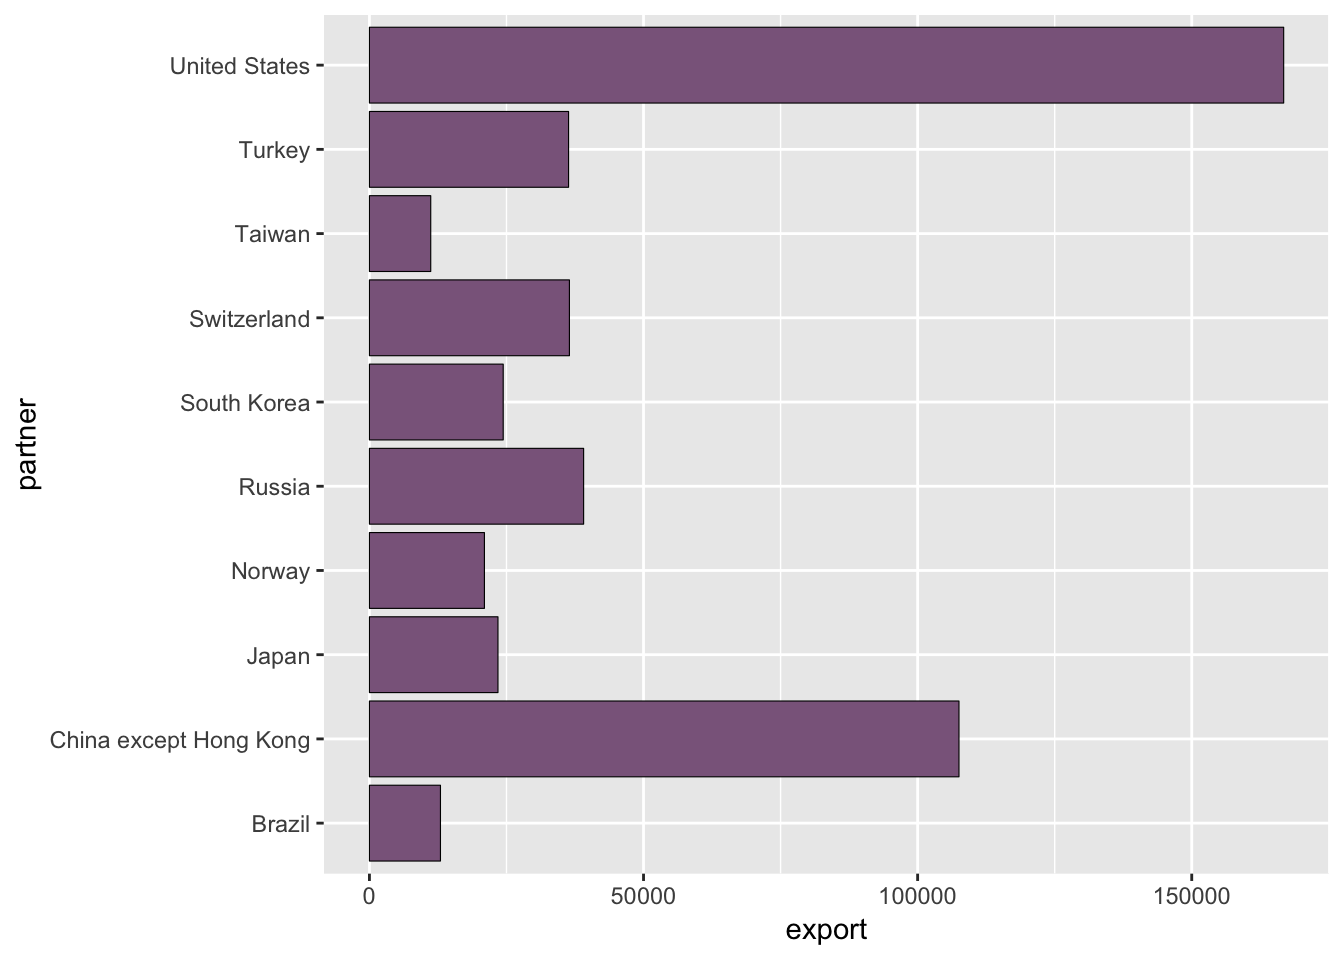 United States
Turkey
Taiwan
Switzerland
South Korea
Russia
Norway
Japan
China except Hong Kong
Brazil
partner
0 50000 100000 150000
export